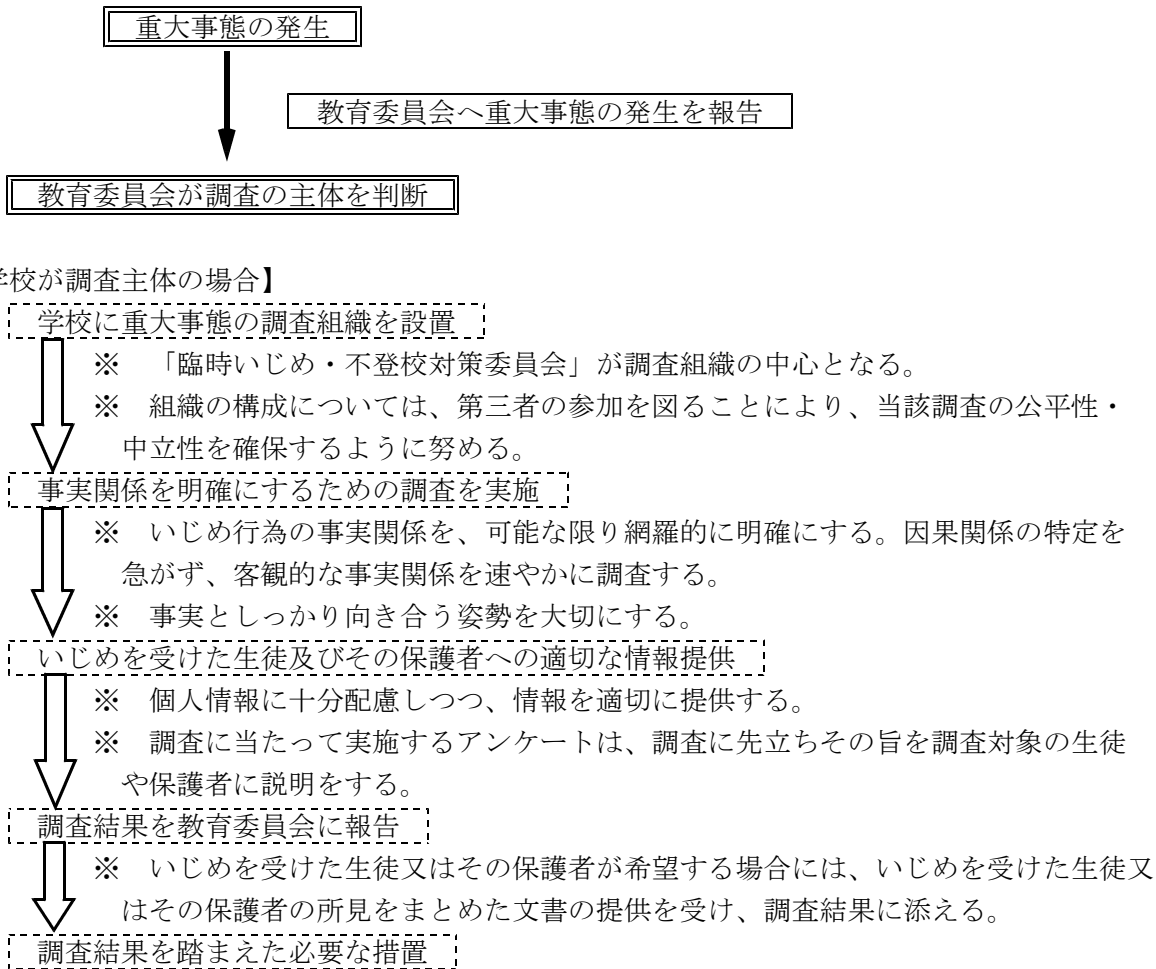 重大事態の発生
教育委員会へ重大事態の発生を報告
教育委員会が調査の主体を判断
学校が調査主体の場合】
学校に重大事態の調査組織を設置
※　「臨時いじめ・不登校対策委員会」が調査組織の中心となる。
※　組織の構成については、第三者の参加を図ることにより、当該調査の公平性・
中立性を確保するように努める。
事実関係を明確にするための調査を実施
※　いじめ行為の事実関係を、可能な限り網羅的に明確にする。因果関係の特定を
急がず、客観的な事実関係を速やかに調査する。
※　事実としっかり向き合う姿勢を大切にする。
いじめを受けた生徒及びその保護者への適切な情報提供
※　個人情報に十分配慮しつつ、情報を適切に提供する。
※　調査に当たって実施するアンケートは、調査に先立ちその旨を調査対象の生徒
や保護者に説明をする。
調査結果を教育委員会に報告
※　いじめを受けた生徒又はその保護者が希望する場合には、いじめを受けた生徒又
はその保護者の所見をまとめた文書の提供を受け、調査結果に添える。
調査結果を踏まえた必要な措置